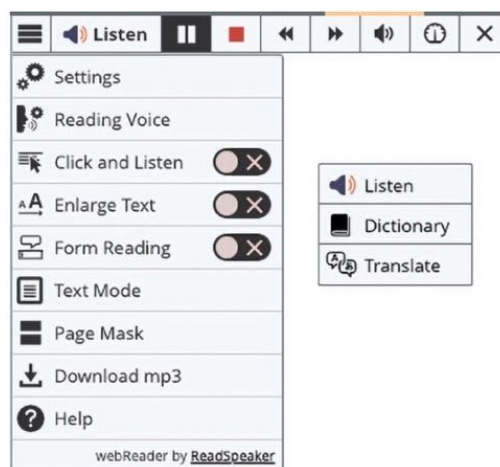 Listen
Settings
Reading Voice
Click and Listen
Enlarge Text
Form Reading
Text Mode
Page Mask
Download mp3
Help
webReader by ReadSpeaker
Listen
Dictionary
Translate